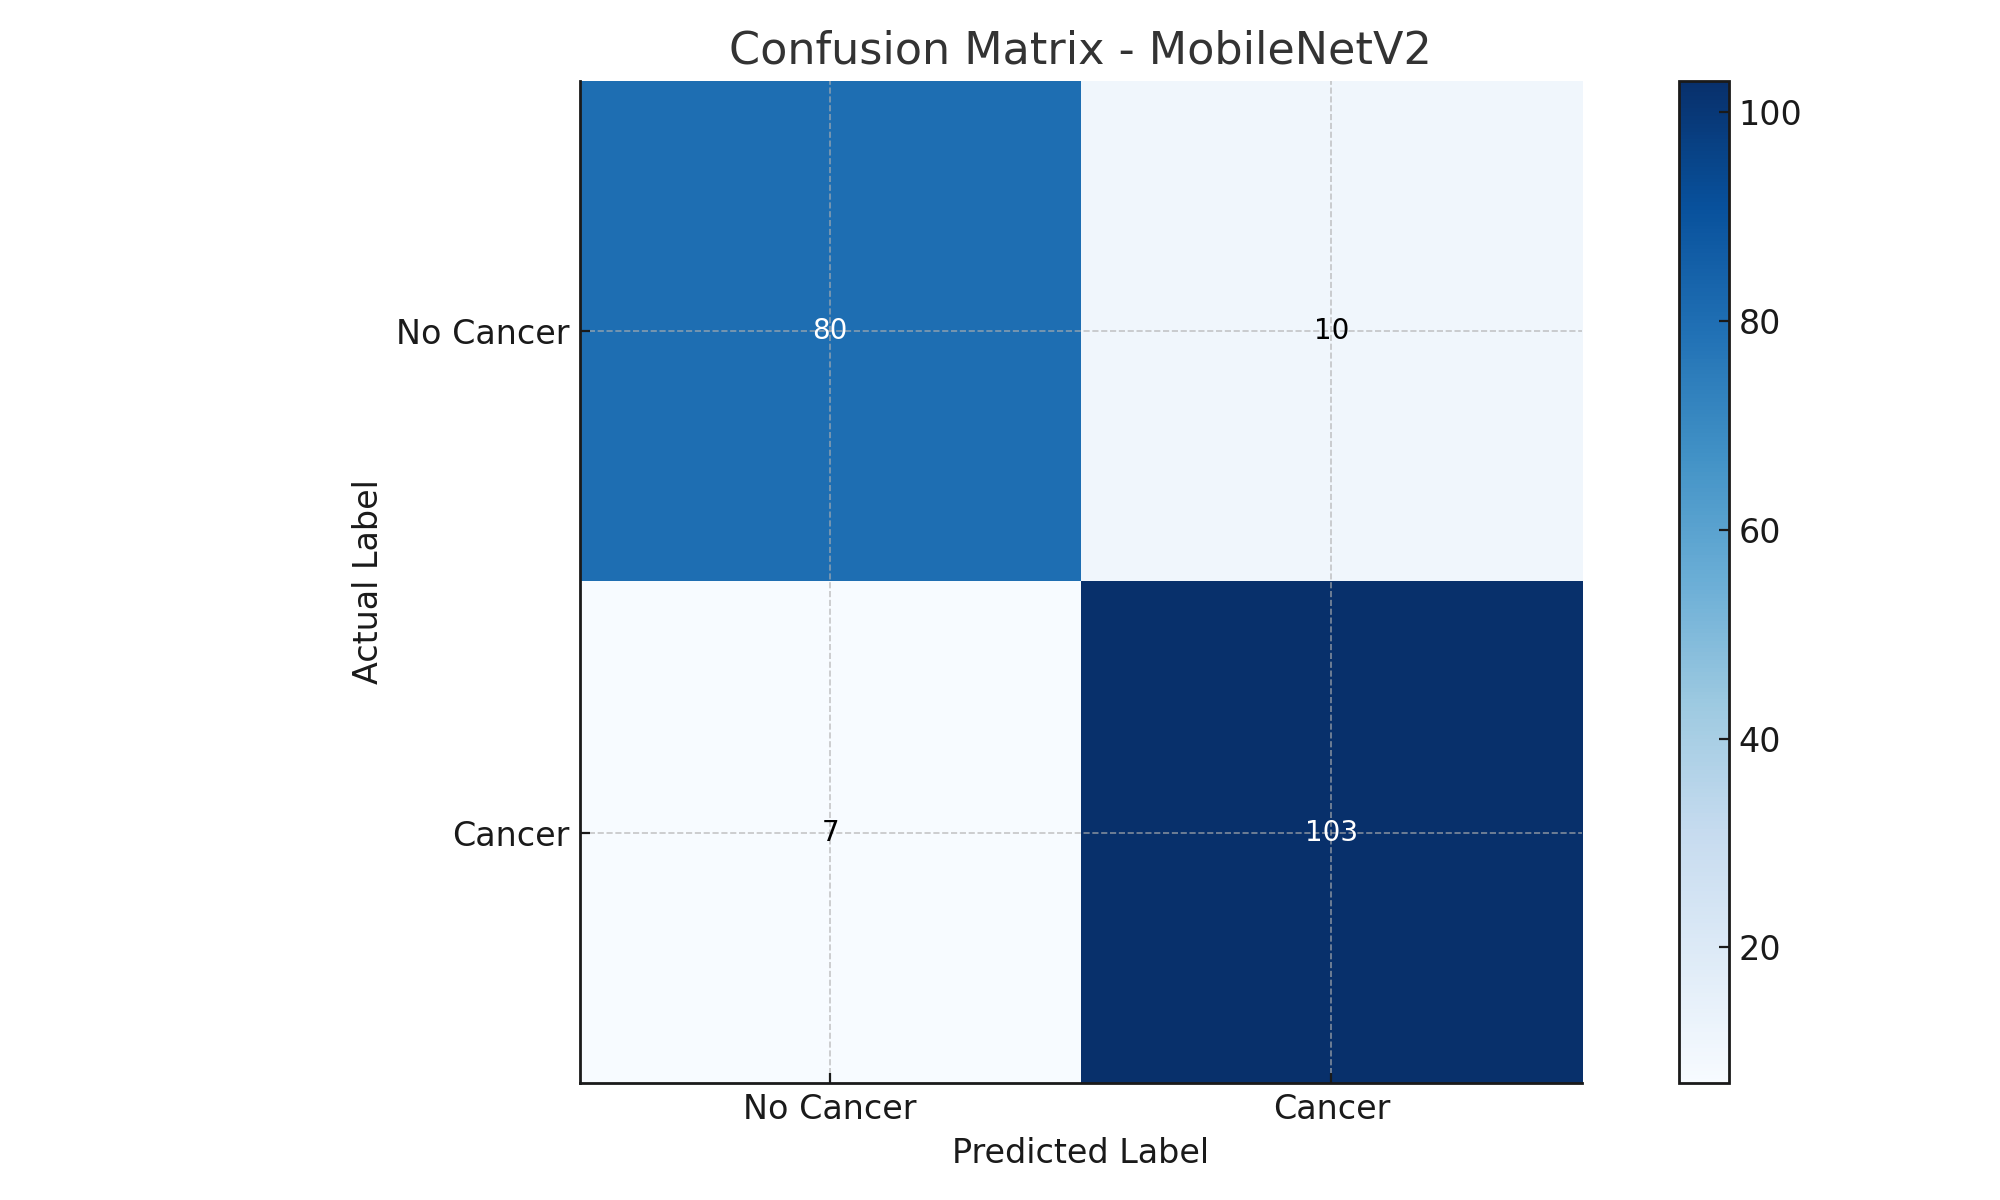 Confusion Matrix - MobileNetV2
No Cancer
80
10
Cancer
7
103
Actual Label
No Cancer
Cancer
Predicted Label
100
80
60
40
20